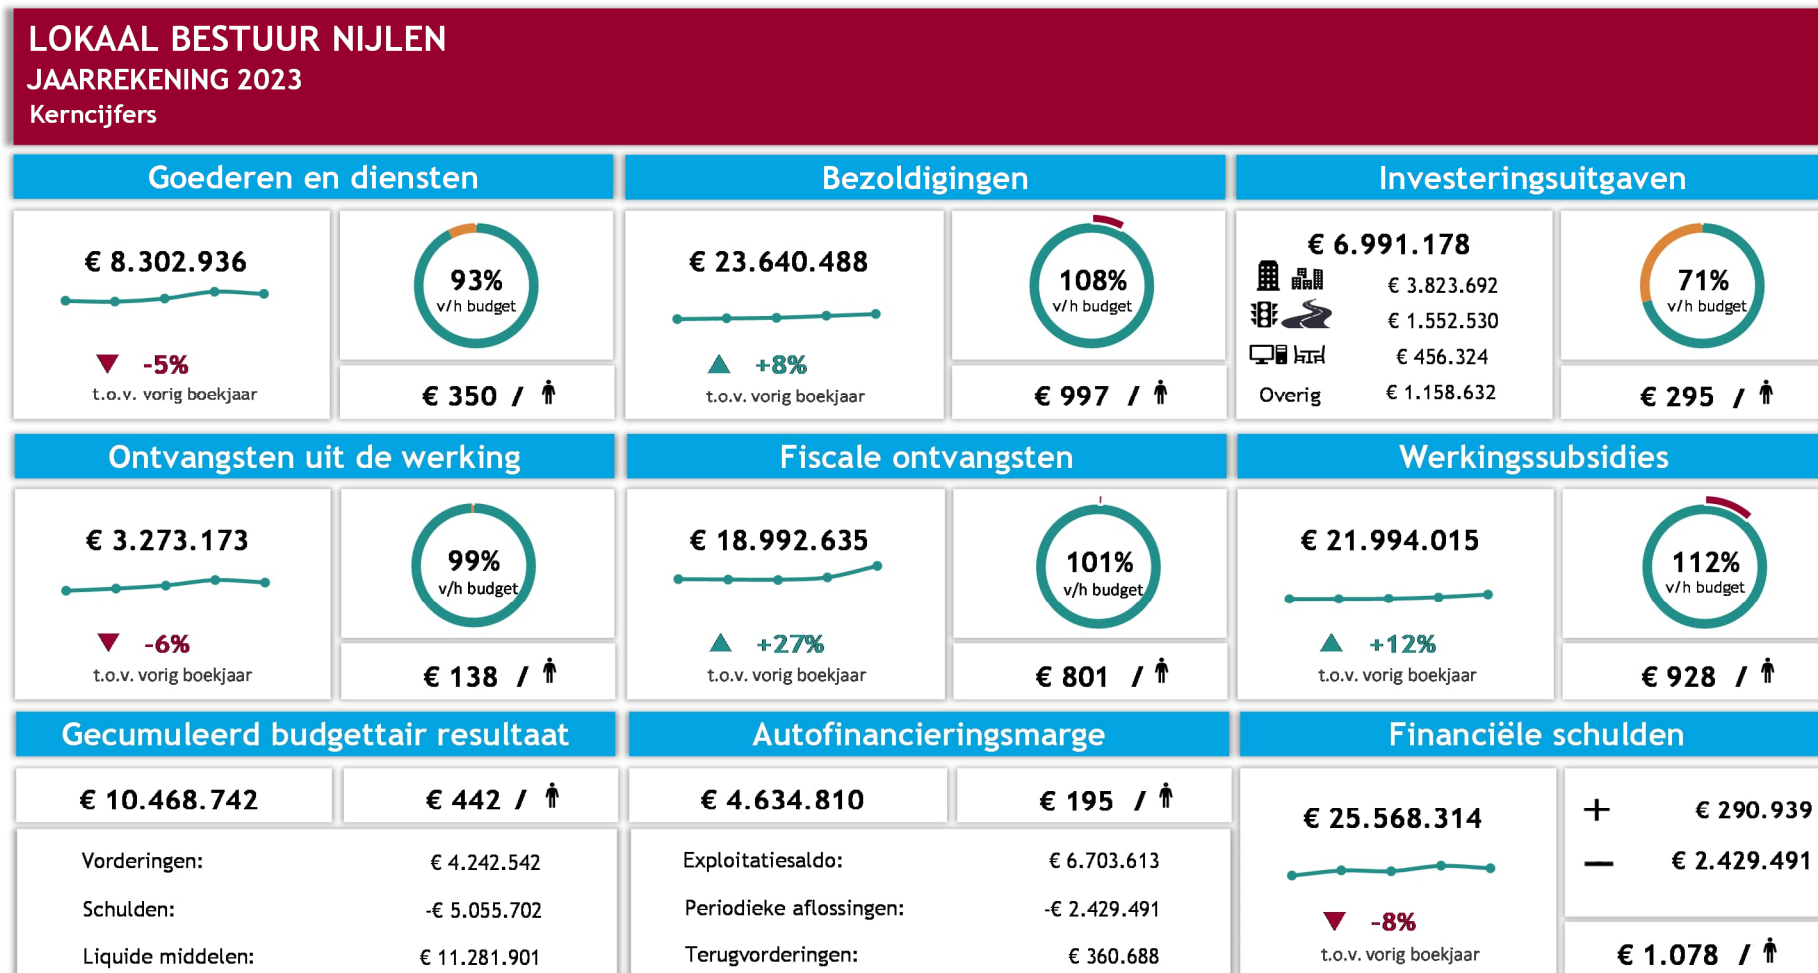 LOKAAL BESTUUR NIJLEN
JAARREKENING 2023
Kerncijfers
Goederen en diensten
€ 8.302.936
-5%
t.o.v. vorig boekjaar
93%
v/h budget
€ 350 /
Bezoldigingen
€ 23.640.488
+8%
t.o.v. vorig boekjaar
108%
v/h budget
€ 997 /
Investeringsuitgaven
€ 6.991.178
€ 3.823.692
€ 1.552.530
€ 456.324
Overig € 1.158.632
71%
v/h budget
€ 295 /
Ontvangsten uit de werking
€ 3.273.173
-6%
t.o.v. vorig boekjaar
99%
v/h budget
€ 138 /
Fiscale ontvangsten
€ 18.992.635
+27%
t.o.v. vorig boekjaar
101%
v/h budget
€ 801 /
Werkingssubsidies
€ 21.994.015
+12%
t.o.v. vorig boekjaar
112%
v/h budget
€ 928 /
Gecumuleerd budgettair resultaat
€ 10.468.742
€ 442 /
Vorderingen: € 4.242.542
Schulden: -€ 5.055.702
Liquide middelen: € 11.281.901
Autofinancieringsmarge
€ 4.634.810
€ 195 /
Exploitatiesaldo: € 6.703.613
Periodieke aflossingen: -€ 2.429.491
Terugvorderingen: € 360.688
Financiële schulden
€ 25.568.314
-8%
t.o.v. vorig boekjaar
+ € 290.939
— € 2.429.491
€ 1.078 /